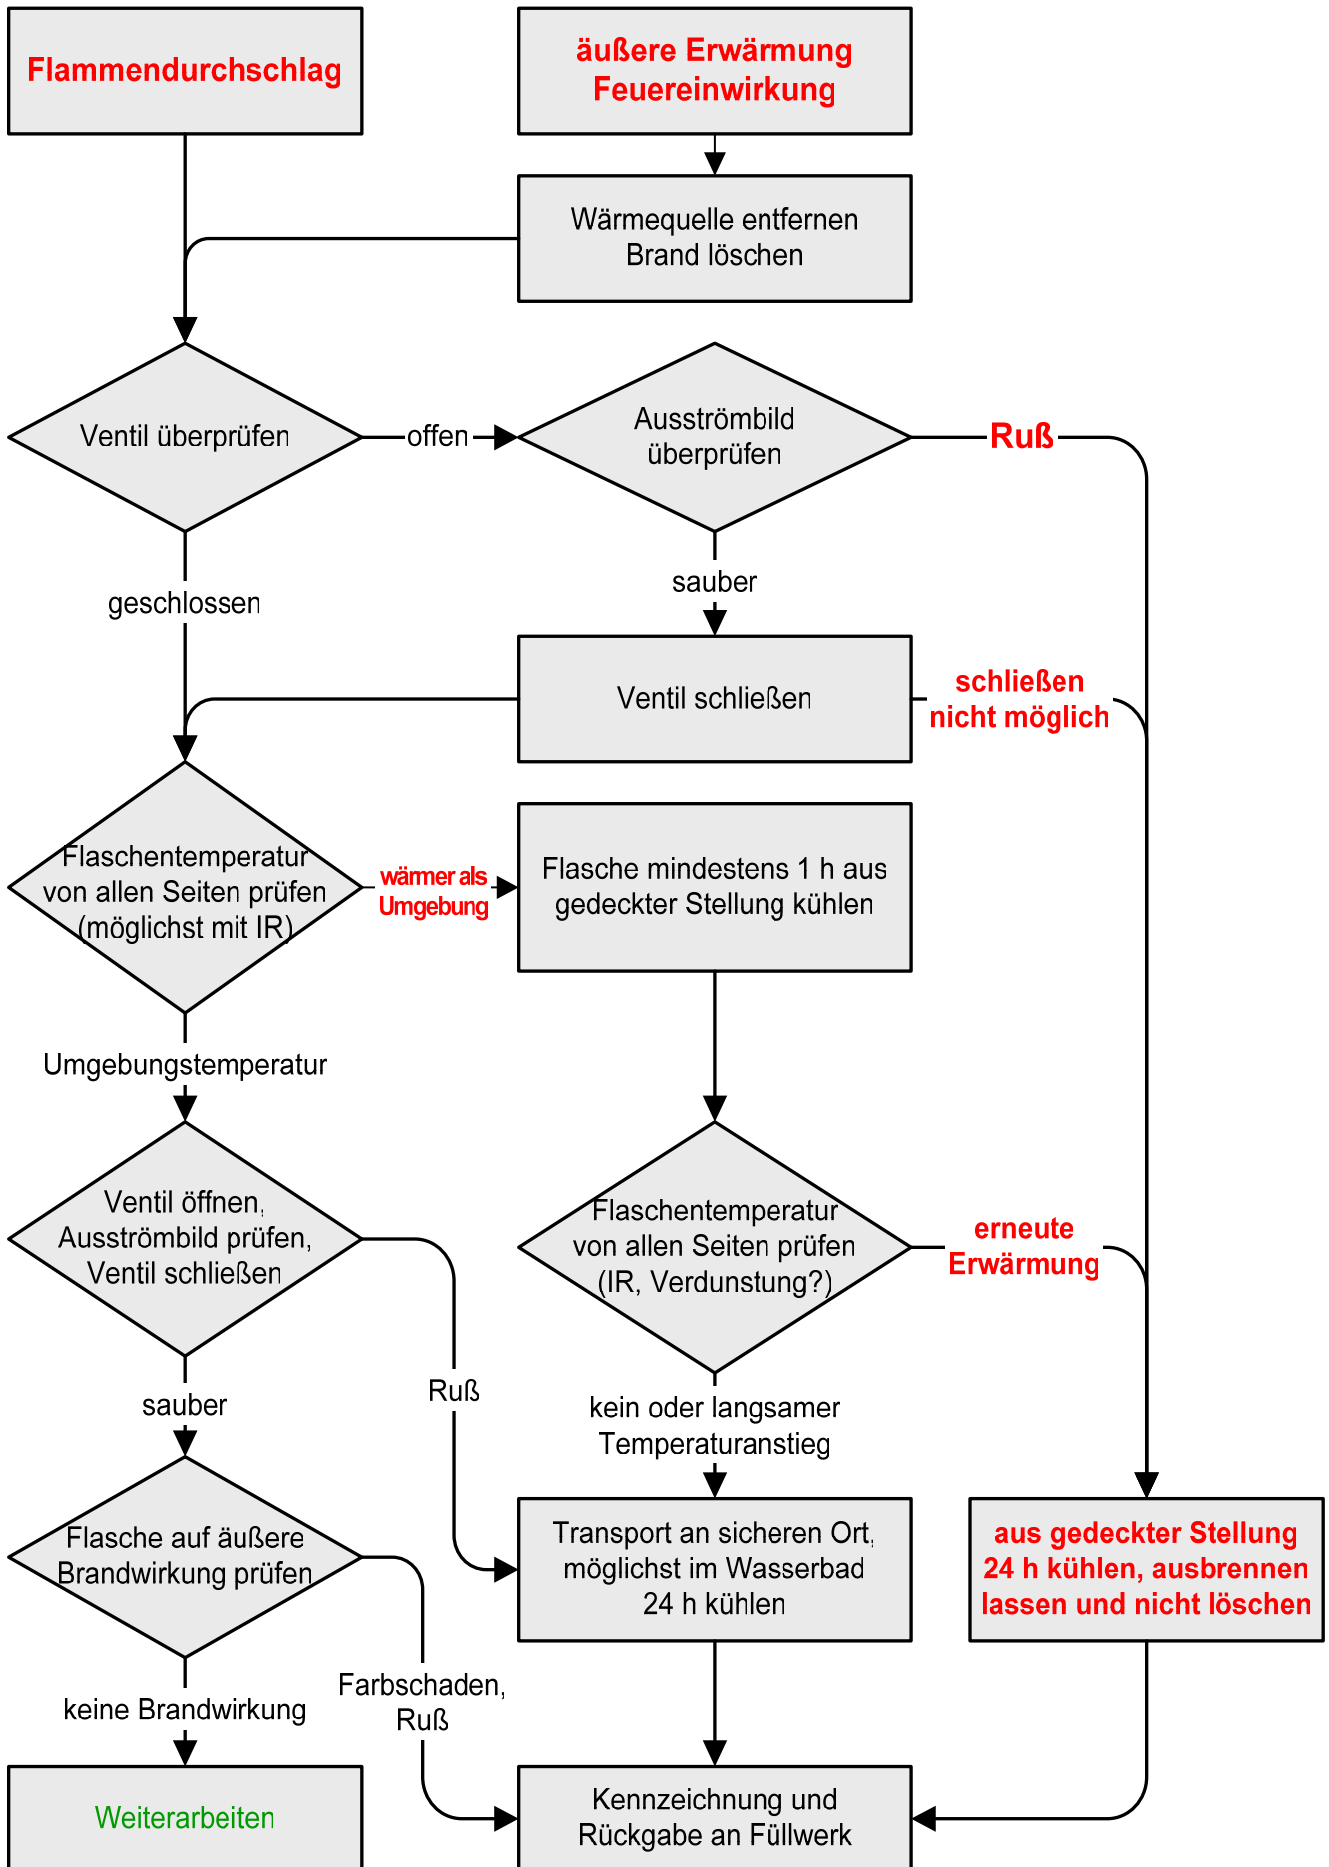 Flammendurchschlag
äußere Erwärmung
Feuereinwirkung
Wärmequelle entfernen
Brand löschen
Ventil überprüfen
offen
Ausströmbild
überprüfen
Ruß
geschlossen
sauber
Ventil schließen
schließen
nicht möglich
Flaschentemperatur
von allen Seiten prüfen
(möglichst mit IR)
wärmer als
Umgebung
Flasche mindestens 1 h aus
gedeckter Stellung kühlen
Umgebungstemperatur
Ventil öffnen,
Ausströmbild prüfen,
Ventil schließen
Flaschentemperatur
von allen Seiten prüfen
(IR, Verdunstung?)
erneute
Erwärmung
sauber
Ruß
kein oder langsamer
Temperaturanstieg
Flasche auf äußere
Brandwirkung prüfen
Transport an sicheren Ort,
möglichst im Wasserbad
24 h kühlen
aus gedeckter Stellung
24 h kühlen, ausbrennen
lassen und nicht löschen
keine Brandwirkung
Farbschaden,
Ruß
Weiterarbeiten
Kennzeichnung und
Rückgabe an Füllwerk